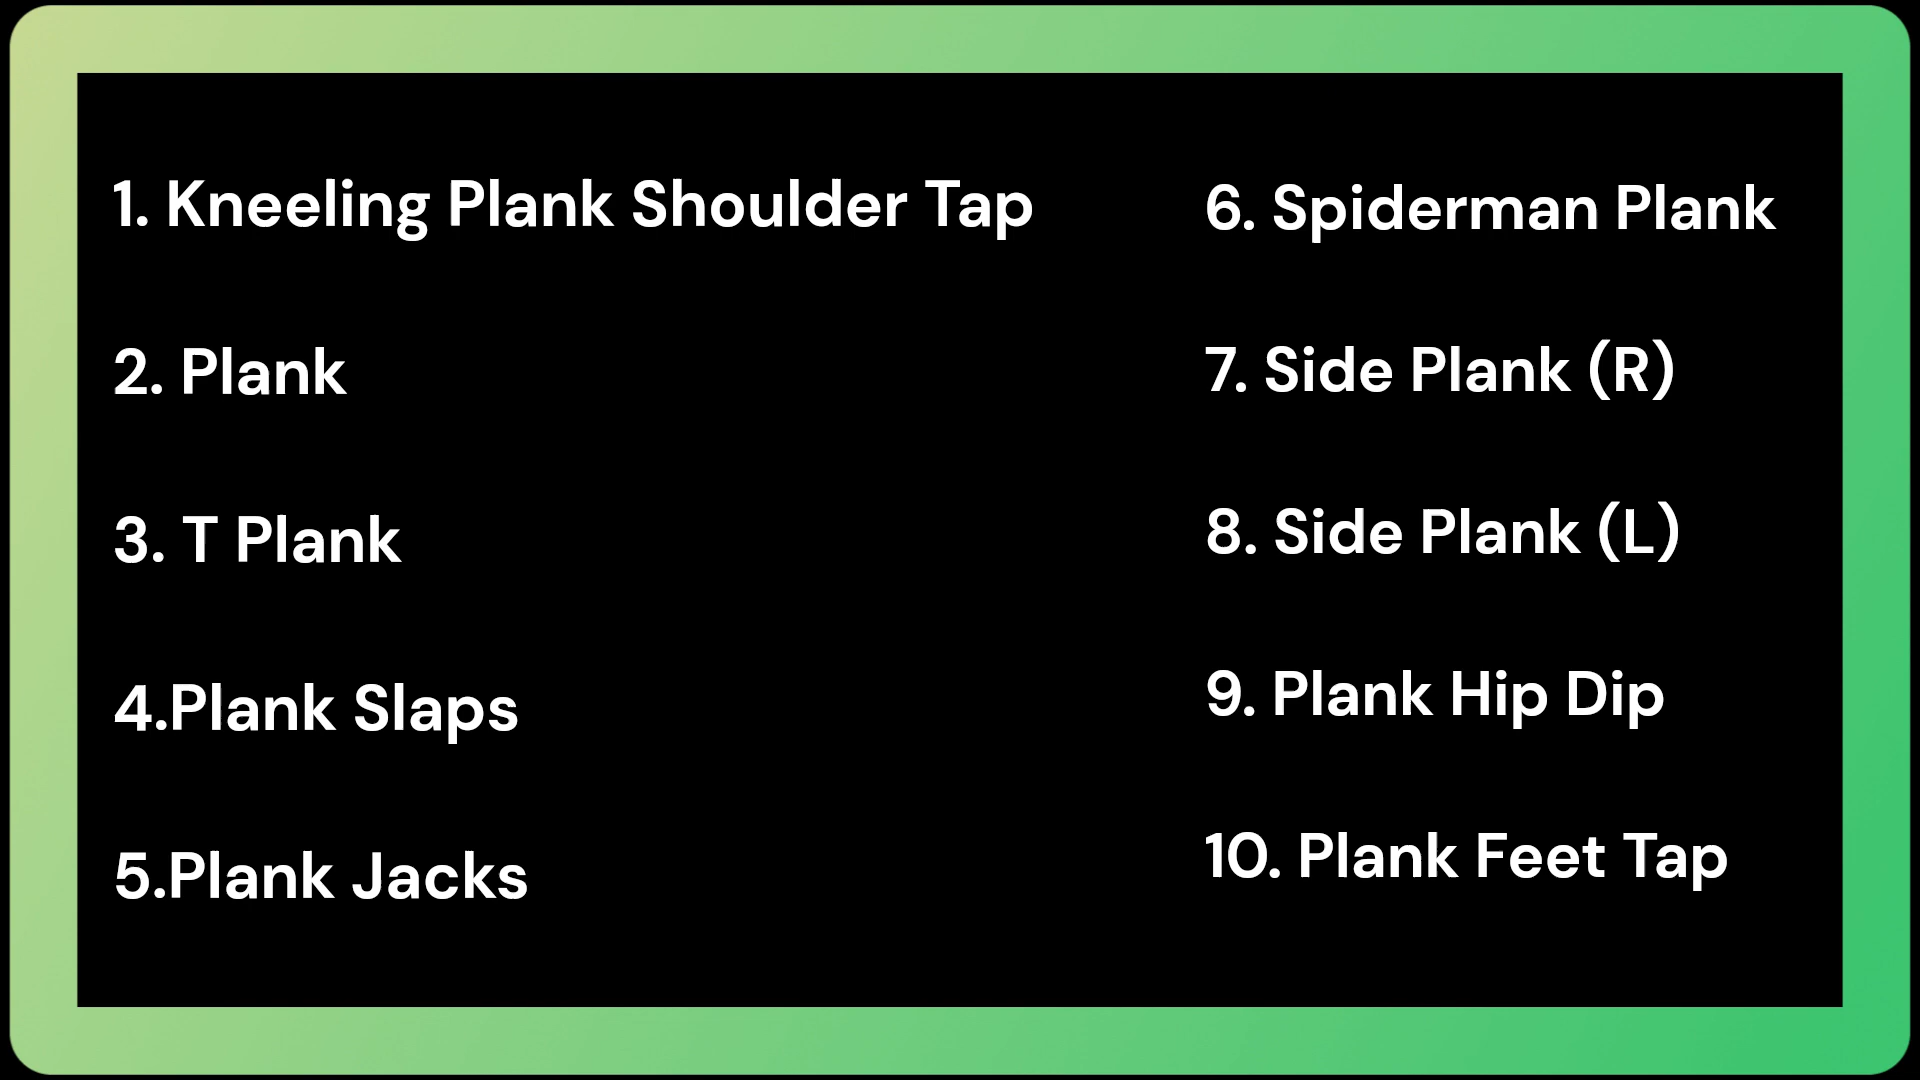 1. Kneeling Plank Shoulder Tap
2. Plank
3. T Plank
4.Plank Slaps
5.Plank Jacks
6. Spiderman Plank
7. Side Plank (R)
8. Side Plank (L)
9. Plank Hip Dip
10. Plank Feet Tap